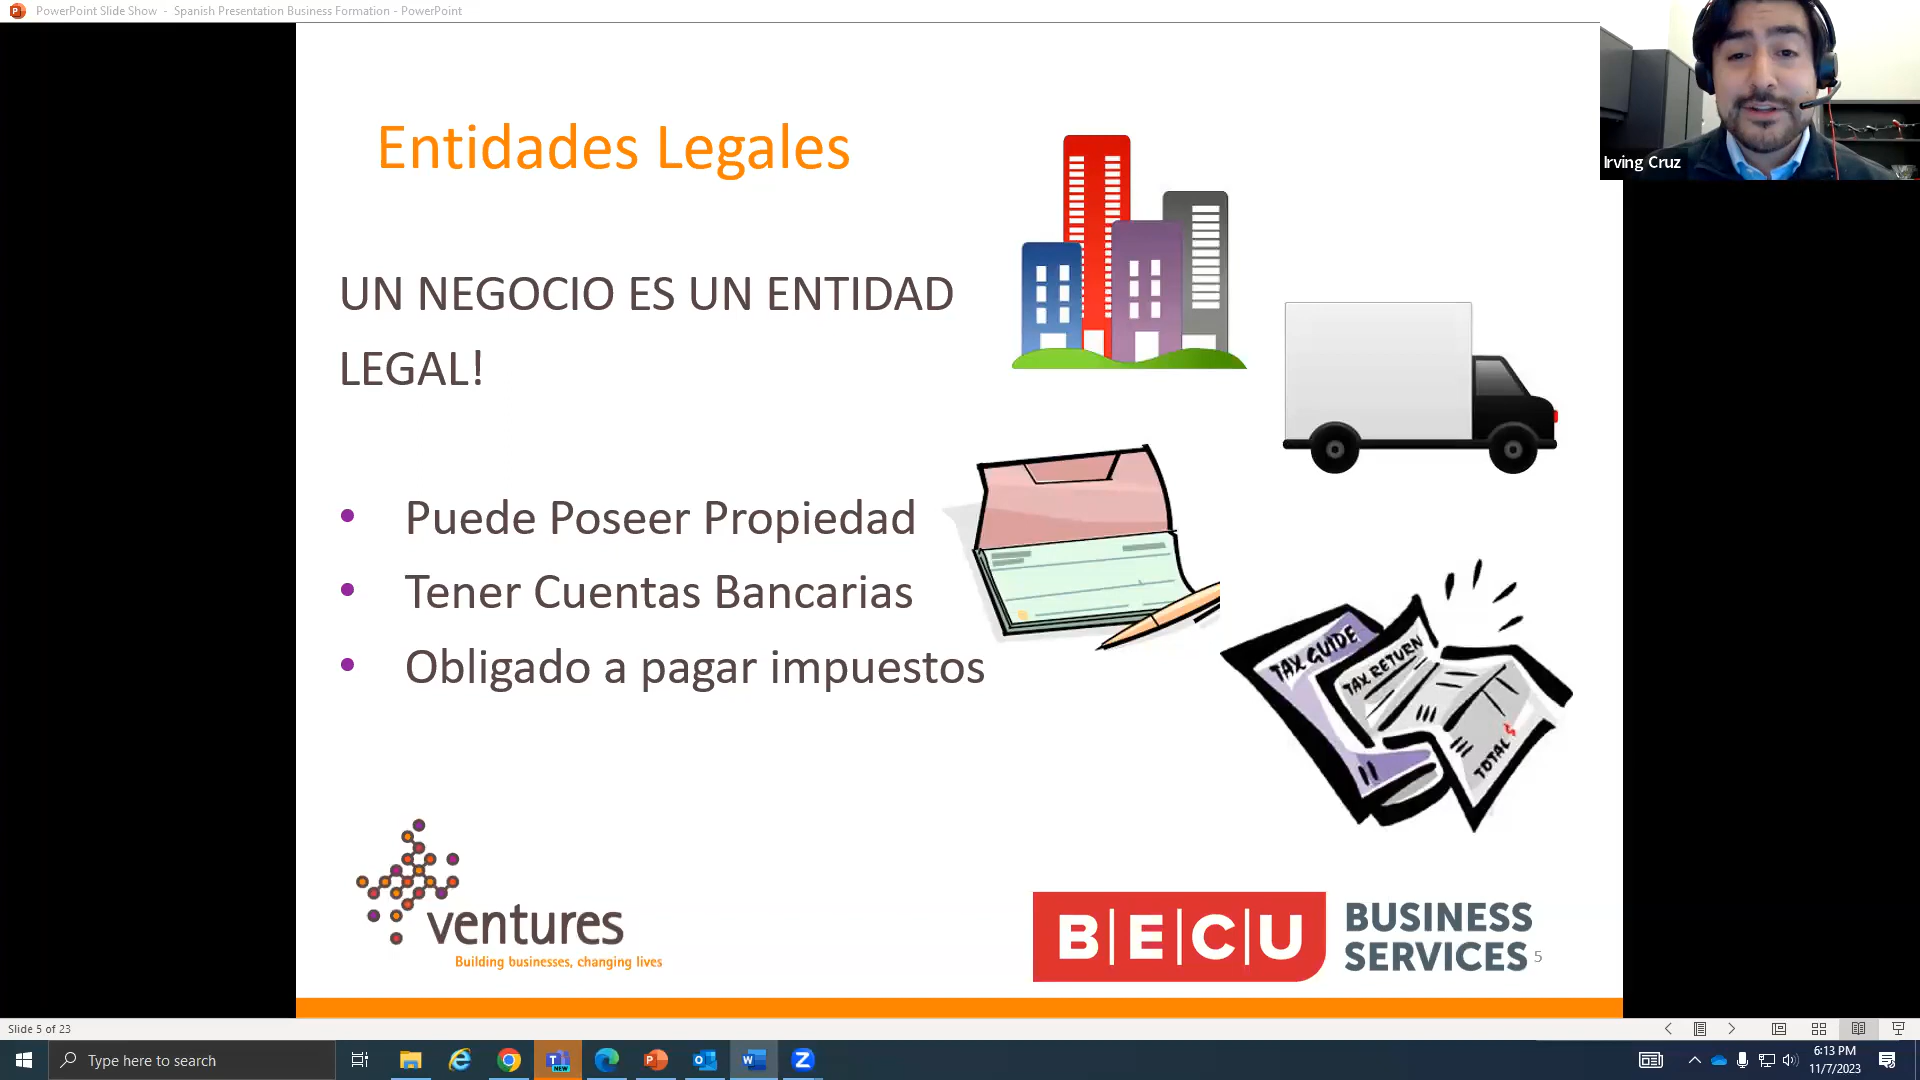 PowerPoint Slide Show - Spanish Presentation Business Formation - PowerPoint
Irving Cruz
Entidades Legales
UN NEGOCIO ES UN ENTIDAD
LEGAL!
• Puede Poseer Propiedad
• Tener Cuentas Bancarias
• Obligado a pagar impuestos
TAX GUIDE
TAX RETURN
TOTAL $
ventures
Building businesses, changing lives
B|E|C|U
BUSINESS
SERVICES
5
Slide 5 of 23
Type here to search
NEW
6:13 PM
11/7/2023